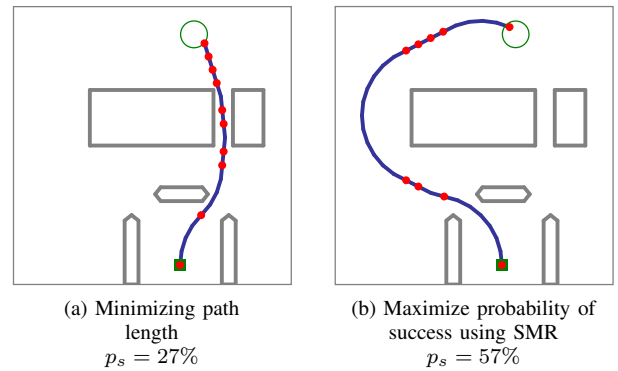 (a) Minimizing path
length
p_s = 27%
(b) Maximize probability of
success using SMR
p_s = 57%